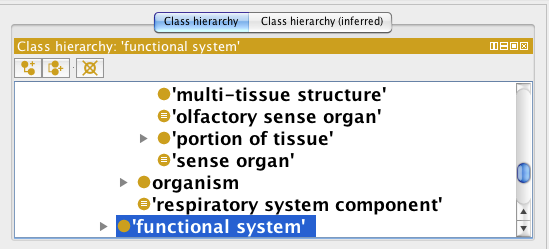 Class hierarchy Class hierarchy (inferred)
Class hierarchy: 'functional system'
'multi-tissue structure'
'olfactory sense organ'
'portion of tissue'
'sense organ'
organism
'respiratory system component'
'functional system'